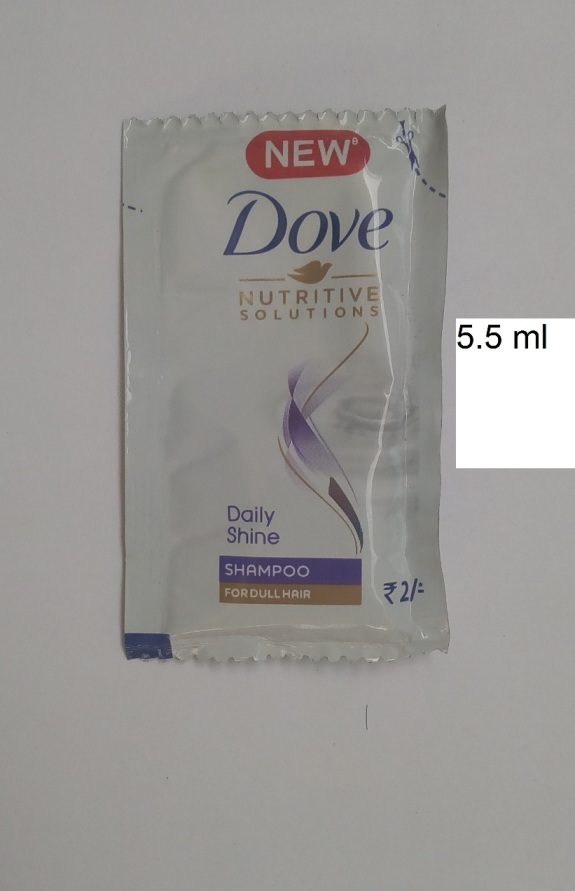 NEW
Dove
NUTRITIVE
SOLUTIONS
5.5 ml
Daily
Shine
SHAMPOO
FOR DULL HAIR
₹2/-